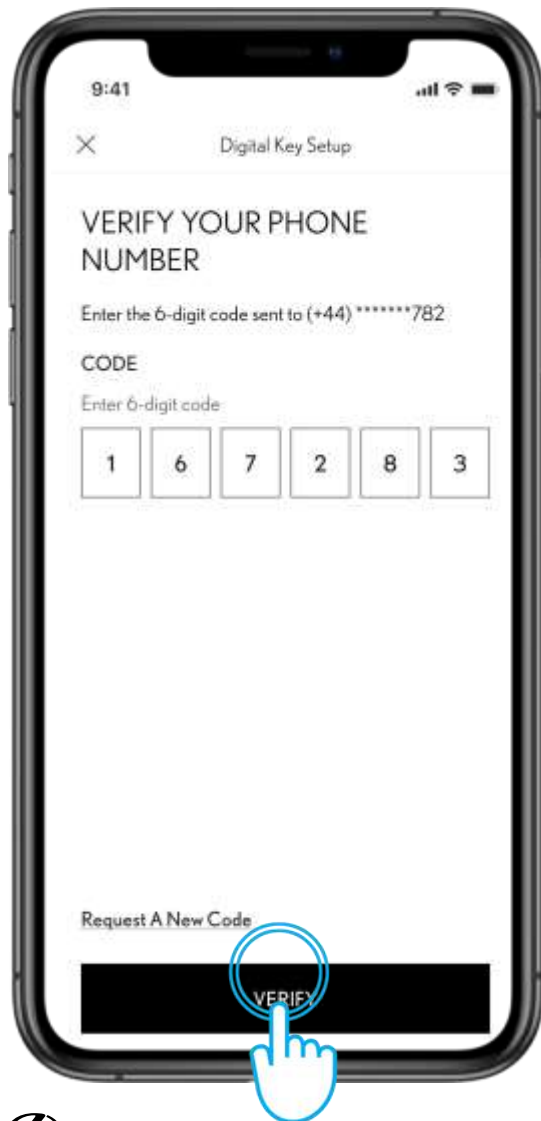 9:41
Digital Key Setup
VERIFY YOUR PHONE
NUMBER
Enter the 6-digit code sent to (+44) *******782
CODE
Enter 6-digit code
1 6 7 2 8 3
Request A New Code
VERIFY